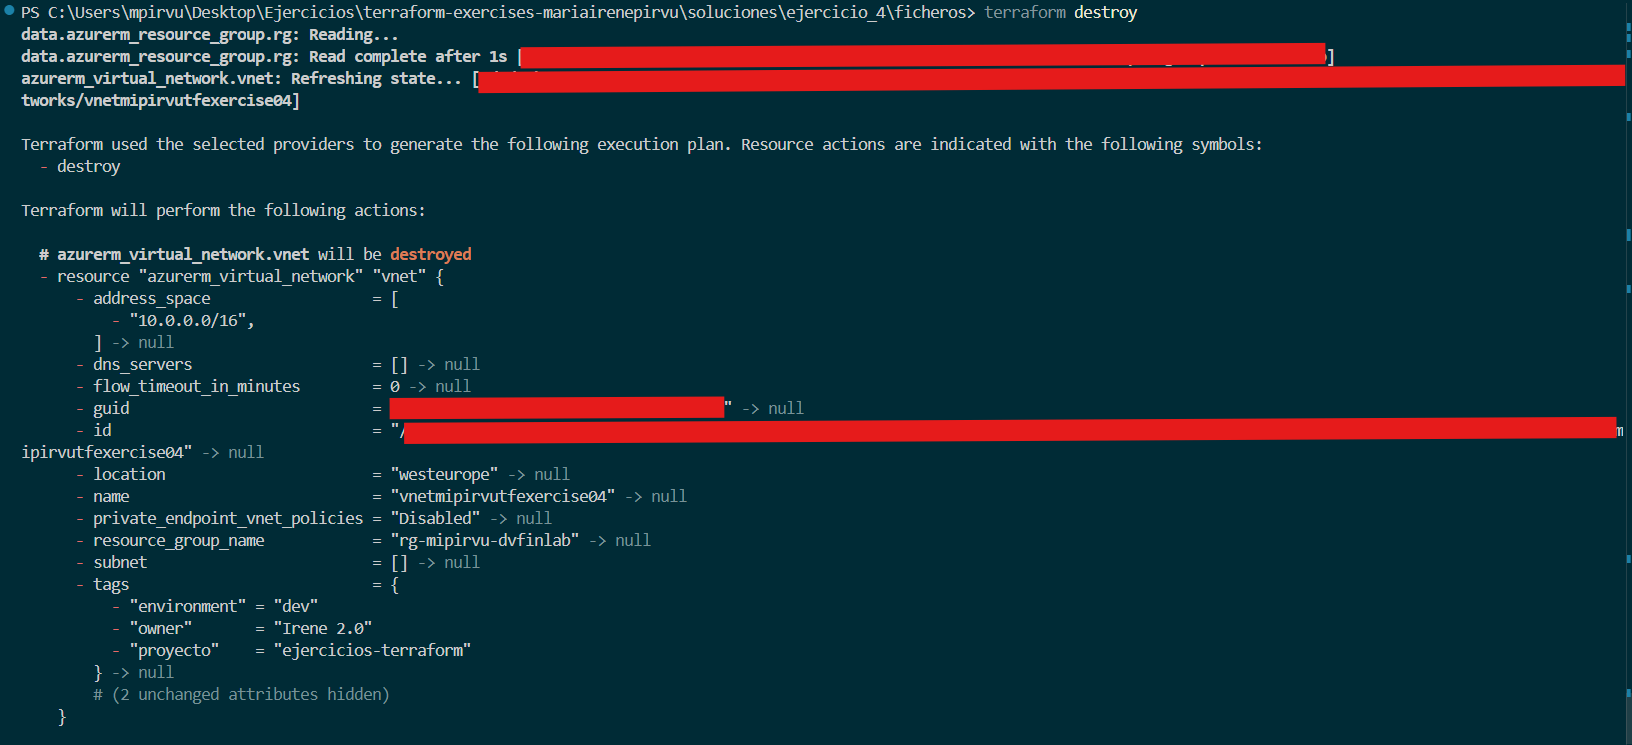 PS C:\Users\mpirvu\Desktop\Ejercicios\terraform-exercises-mariairenepirvu\soluciones\ejercicio_4\ficheros> terraform destroy
data.azurerm_resource_group.rg: Reading...
data.azurerm_resource_group.rg: Read complete after 1s [ ]
azurerm_virtual_network.vnet: Refreshing state... [
tworks/vnetmipirvutfexercise04]

Terraform used the selected providers to generate the following execution plan. Resource actions are indicated with the following symbols:
  - destroy

Terraform will perform the following actions:

  # azurerm_virtual_network.vnet will be destroyed
  - resource "azurerm_virtual_network" "vnet" {
      - address_space                  = [
          - "10.0.0.0/16",
        ] -> null
      - dns_servers                    = [] -> null
      - flow_timeout_in_minutes        = 0 -> null
      - guid                           = " -> null
      - id                             = "/ m
ipirvutfexercise04" -> null
      - location                       = "westeurope" -> null
      - name                           = "vnetmipirvutfexercise04" -> null
      - private_endpoint_vnet_policies = "Disabled" -> null
      - resource_group_name            = "rg-mipirvu-dvfinlab" -> null
      - subnet                         = [] -> null
      - tags                           = {
          - "environment" = "dev"
          - "owner"       = "Irene 2.0"
          - "proyecto"    = "ejercicios-terraform"
        } -> null
        # (2 unchanged attributes hidden)
    }